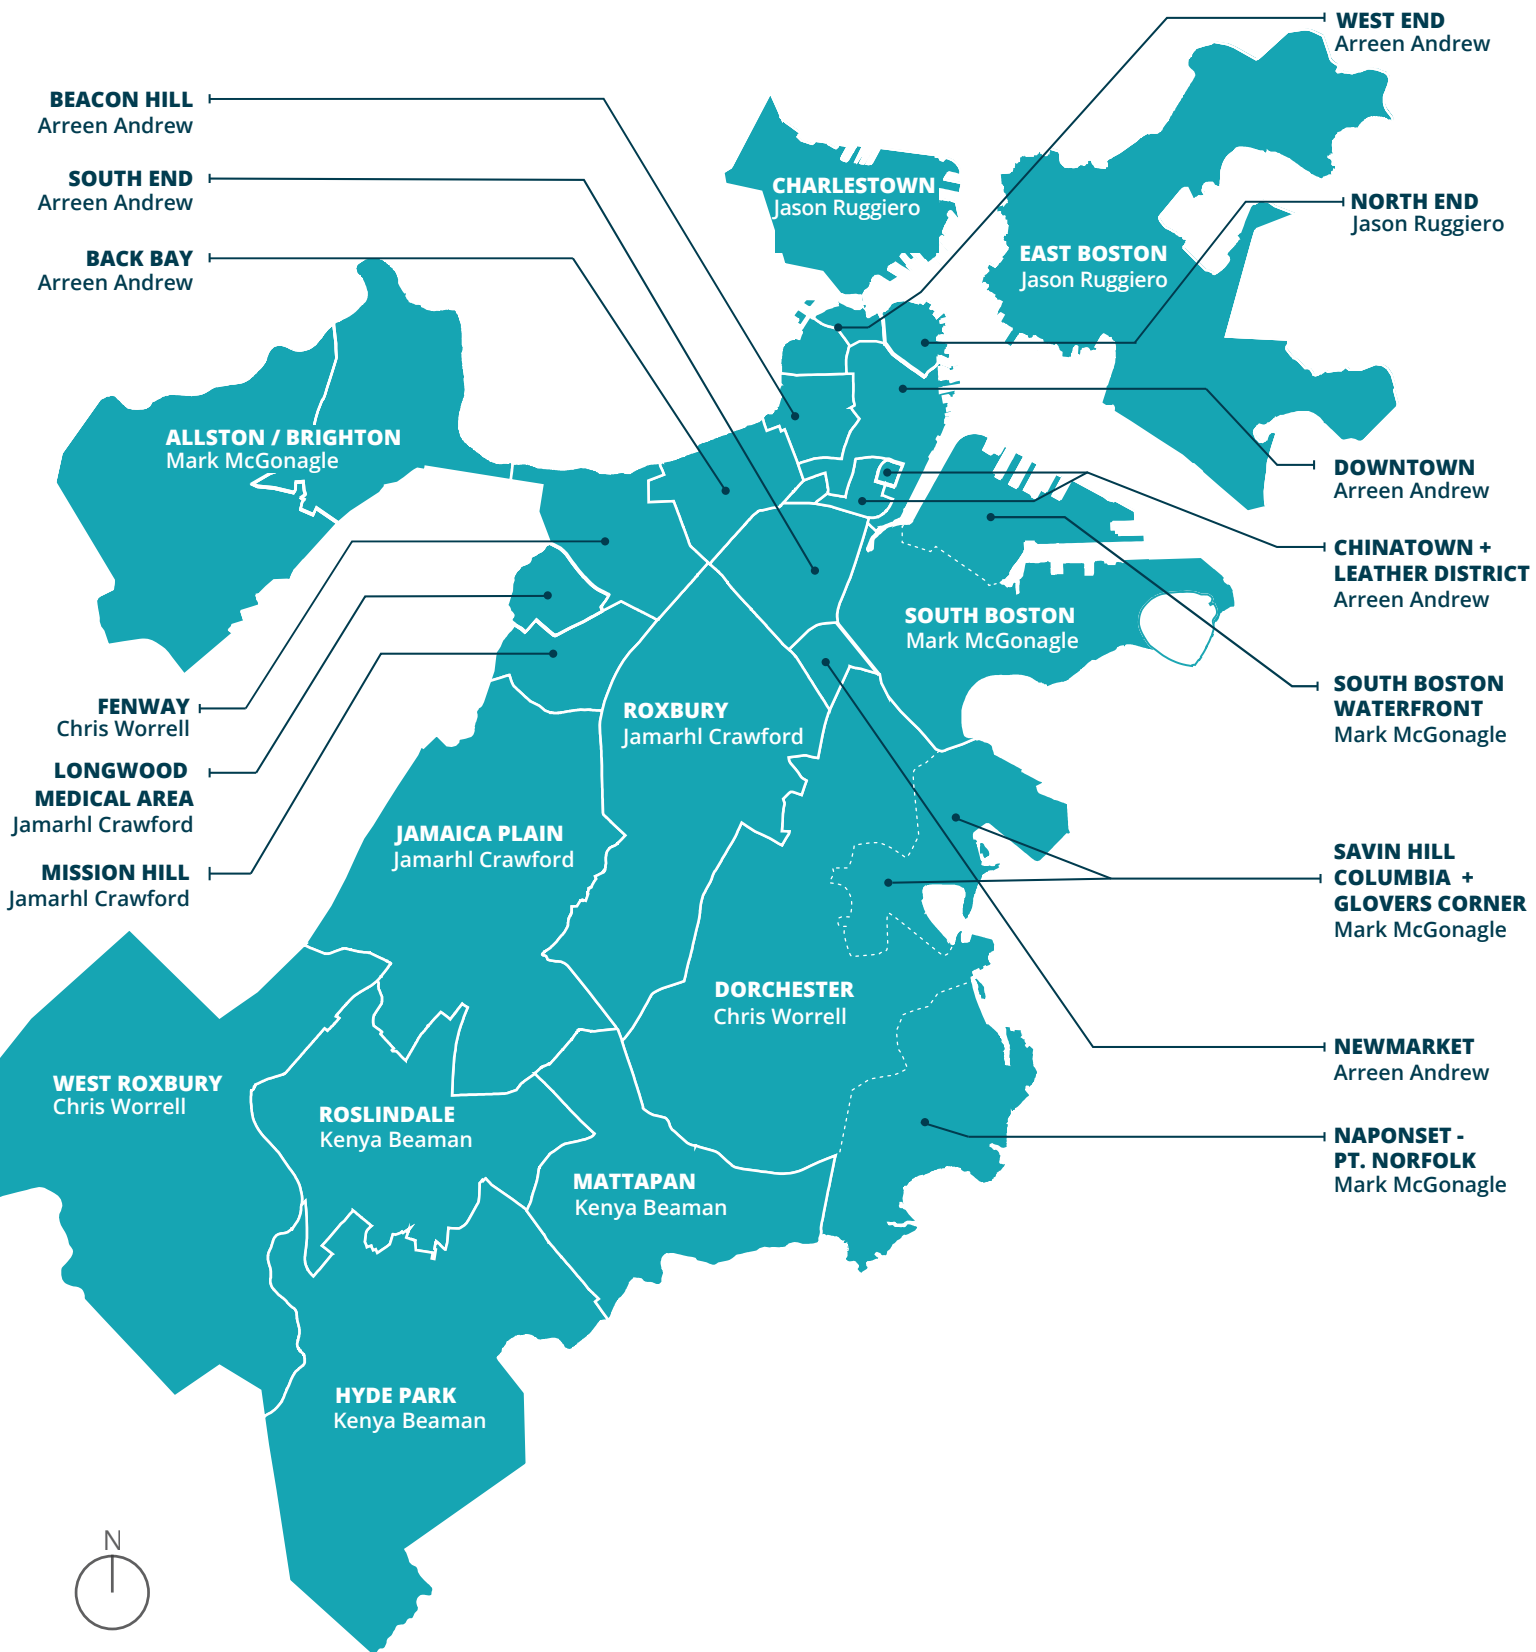 WEST END
Arreen Andrew
BEACON HILL
Arreen Andrew
SOUTH END
Arreen Andrew
BACK BAY
Arreen Andrew
CHARLESTOWN
Jason Ruggiero
NORTH END
Jason Ruggiero
EAST BOSTON
Jason Ruggiero
ALLSTON / BRIGHTON
Mark McGonagle
DOWNTOWN
Arreen Andrew
CHINATOWN +
LEATHER DISTRICT
Arreen Andrew
SOUTH BOSTON
Mark McGonagle
SOUTH BOSTON
WATERFRONT
Mark McGonagle
FENWAY
Chris Worrell
LONGWOOD
MEDICAL AREA
Jamarhl Crawford
MISSION HILL
Jamarhl Crawford
ROXBURY
Jamarhl Crawford
JAMAICA PLAIN
Jamarhl Crawford
SAVIN HILL
COLUMBIA +
GLOVERS CORNER
Mark McGonagle
DORCHESTER
Chris Worrell
NEWMARKET
Arreen Andrew
WEST ROXBURY
Chris Worrell
ROSLINDALE
Kenya Beaman
MATTAPAN
Kenya Beaman
NAPONSET -
PT. NORFOLK
Mark McGonagle
HYDE PARK
Kenya Beaman
N